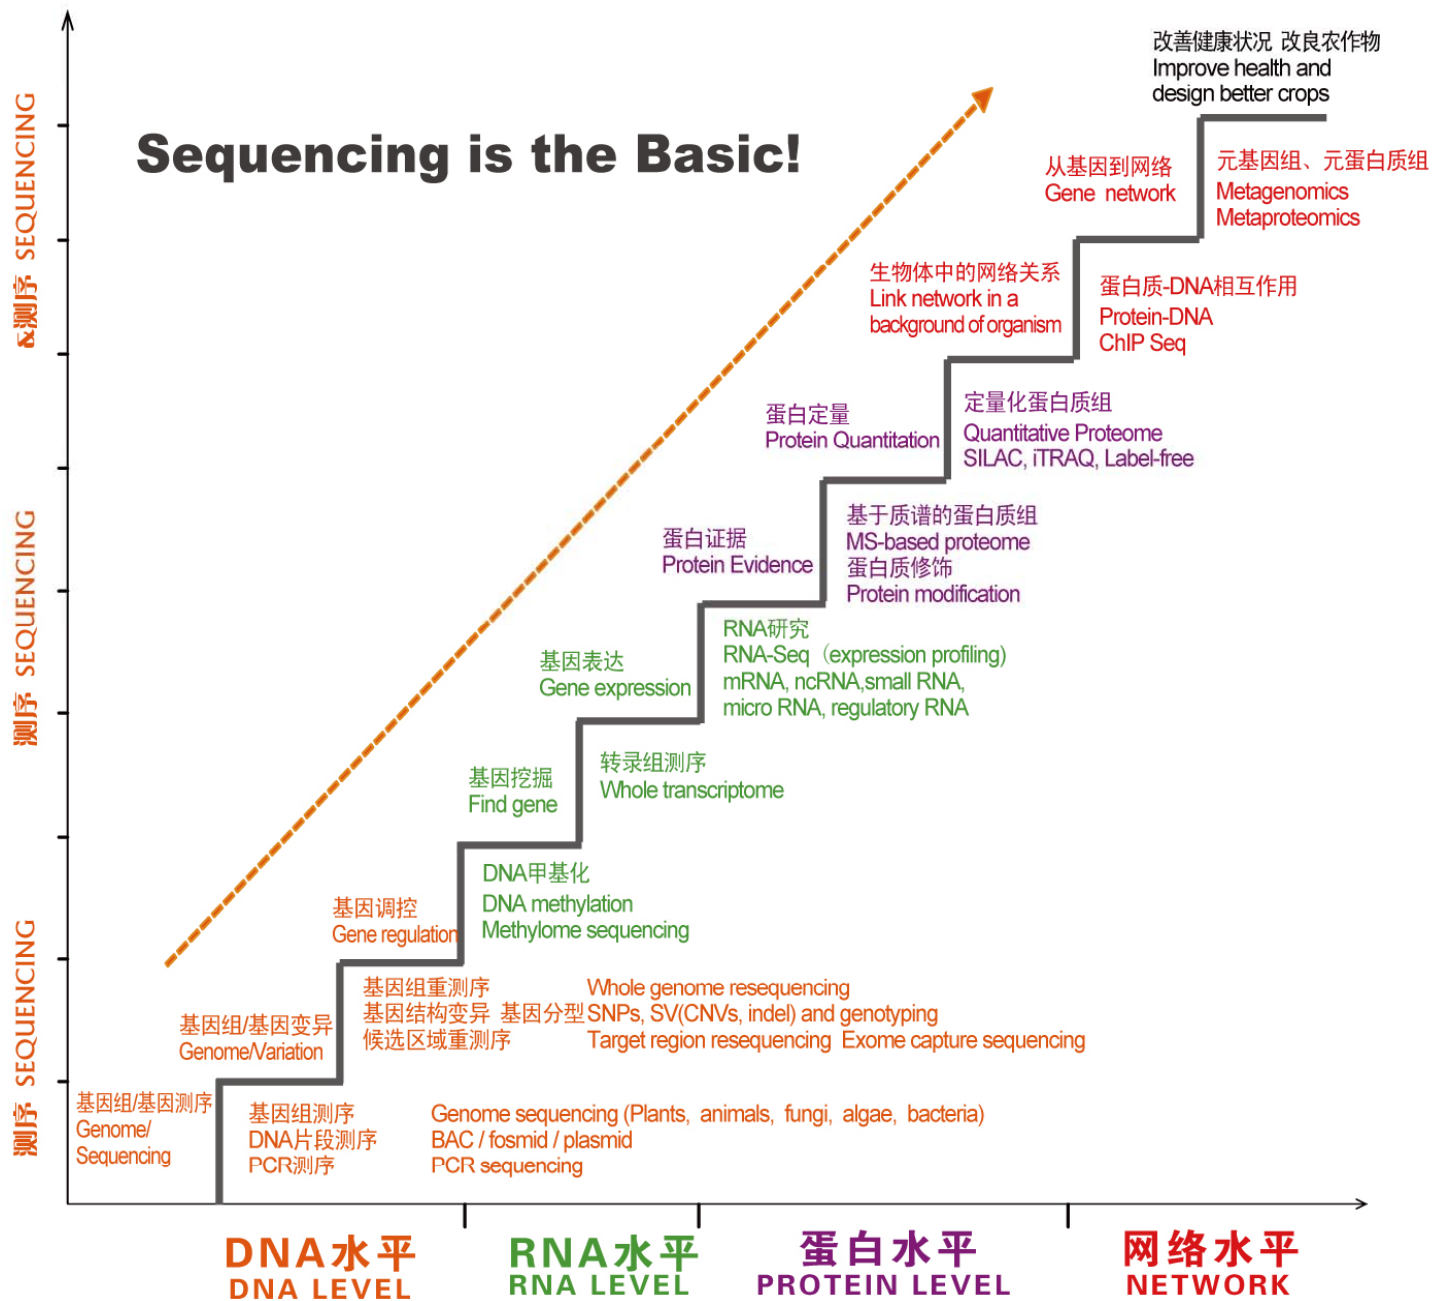 改善健康状况 改良农作物
Improve health and
design better crops
Sequencing is the Basic!
从基因到网络
Gene network
元基因组、元蛋白质组
Metagenomics
Metaproteomics
生物体中的网络关系
Link network in a
background of organism
蛋白质-DNA相互作用
Protein-DNA
ChIP Seq
蛋白定量
Protein Quantitation
定量化蛋白质组
Quantitative Proteome
SILAC, iTRAQ, Label-free
蛋白证据
Protein Evidence
基于质谱的蛋白质组
MS-based proteome
蛋白质修饰
Protein modification
基因表达
Gene expression
RNA研究
RNA-Seq（expression profiling)
mRNA, ncRNA,small RNA,
micro RNA, regulatory RNA
基因挖掘
Find gene
转录组测序
Whole transcriptome
基因调控
Gene regulation
DNA甲基化
DNA methylation
Methylome sequencing
基因组/基因变异
Genome/Variation
基因组重测序 Whole genome resequencing
基因结构变异 基因分型 SNPs, SV(CNVs, indel) and genotyping
候选区域重测序 Target region resequencing Exome capture sequencing
基因组/基因测序
Genome/
Sequencing
基因组测序 Genome sequencing (Plants, animals, fungi, algae, bacteria)
DNA片段测序 BAC / fosmid / plasmid
PCR测序 PCR sequencing
&测序 SEQUENCING
测序 SEQUENCING
测序 SEQUENCING
DNA水平
DNA LEVEL
RNA水平
RNA LEVEL
蛋白水平
PROTEIN LEVEL
网络水平
NETWORK